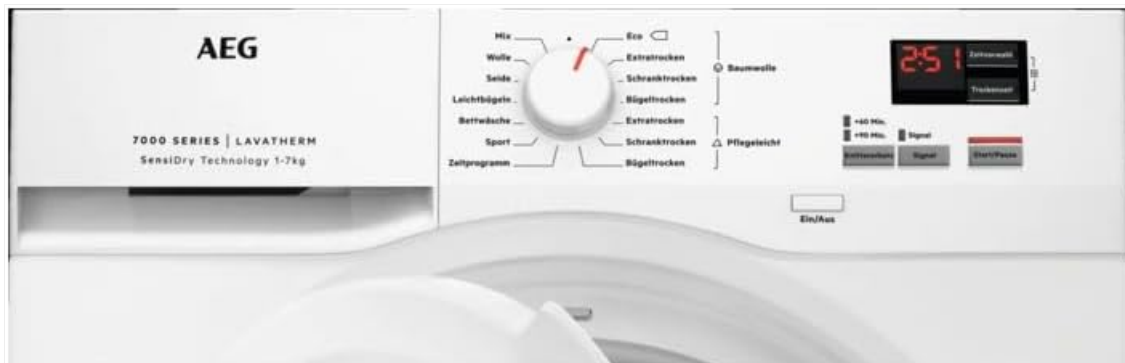 AEG
7000 SERIES | LAVATHERM
SensiDry Technology 1-7kg
Mix
Wolle
Seide
Leichtbügeln
Bettwäsche
Sport
Zeitprogramm
Eco
Extratrocken
Schranktrocken
Bügeltrocken
Baumwolle
Extratrocken
Schranktrocken
Bügeltrocken
Pflegeleicht
2:51
Zeitvorwahl
Trockenzeit
+60 Min.
+90 Min.
Signal
Knitterschutz
Signal
Start/Pause
Ein/Aus